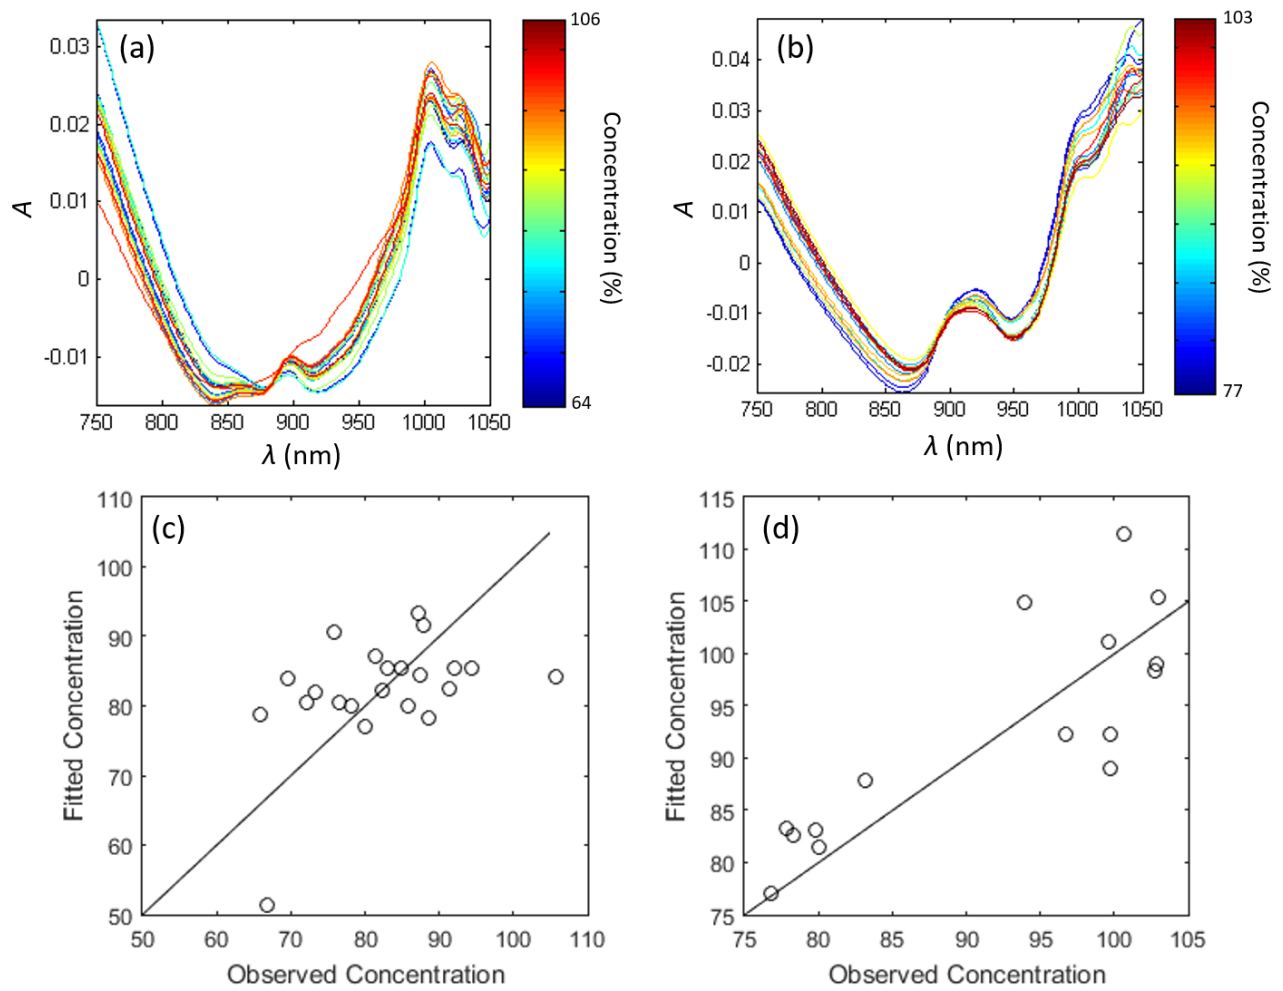 (a)
0.03
0.02
0.01
0
-0.01
A
750 800 850 900 950 1000 1050
λ (nm)
106
64
Concentration (%)
(b)
0.04
0.03
0.02
0.01
0
-0.01
-0.02
A
750 800 850 900 950 1000 1050
λ (nm)
103
77
Concentration (%)
(c)
110
100
90
80
70
60
50
Fitted Concentration
50 60 70 80 90 100 110
Observed Concentration
(d)
115
110
105
100
95
90
85
80
75
Fitted Concentration
75 80 85 90 95 100 105
Observed Concentration